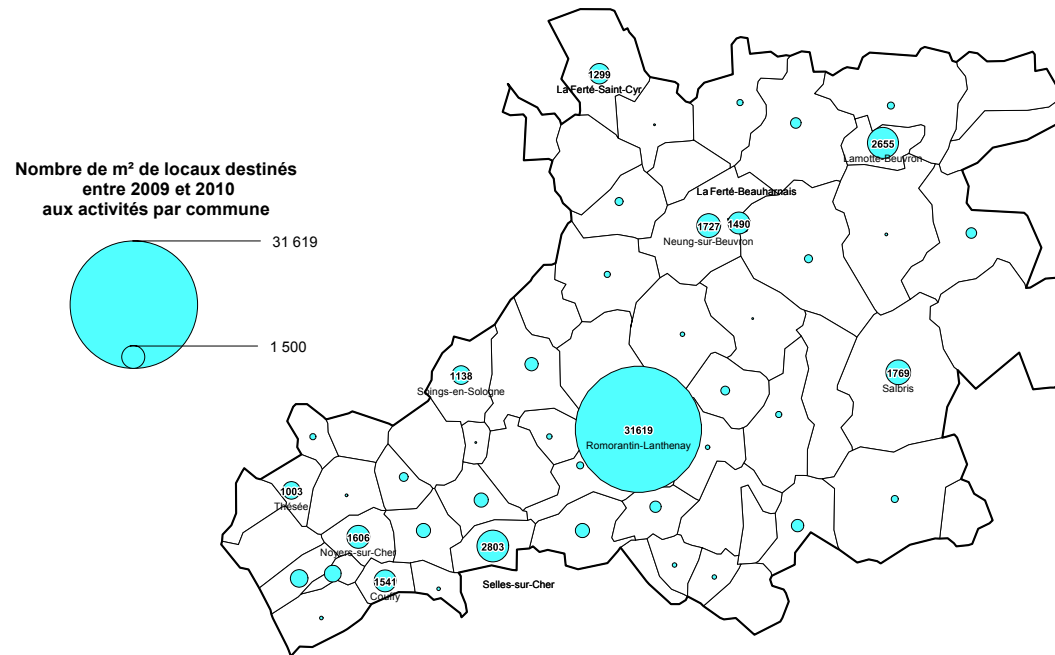 Nombre de m² de locaux destinés
entre 2009 et 2010
aux activités par commune
31 619
1 500
1299
La Ferté-Saint-Cyr
2655
Lamotte-Beuvron
La Ferté-Beauharnais
1727
1490
Neung-sur-Beuvron
1138
Soings-en-Sologne
1769
Salbris
31619
Romorantin-Lanthenay
1003
Thésée
1606
Noyers-sur-Cher
2803
Selles-sur-Cher
1541
Couffy